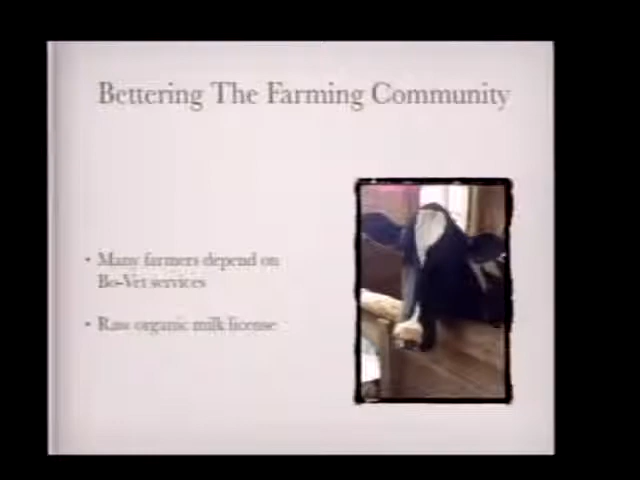 Bettering The Farming Community
• Many farmers depend on
Bo-Vet services
• Raw organic milk license